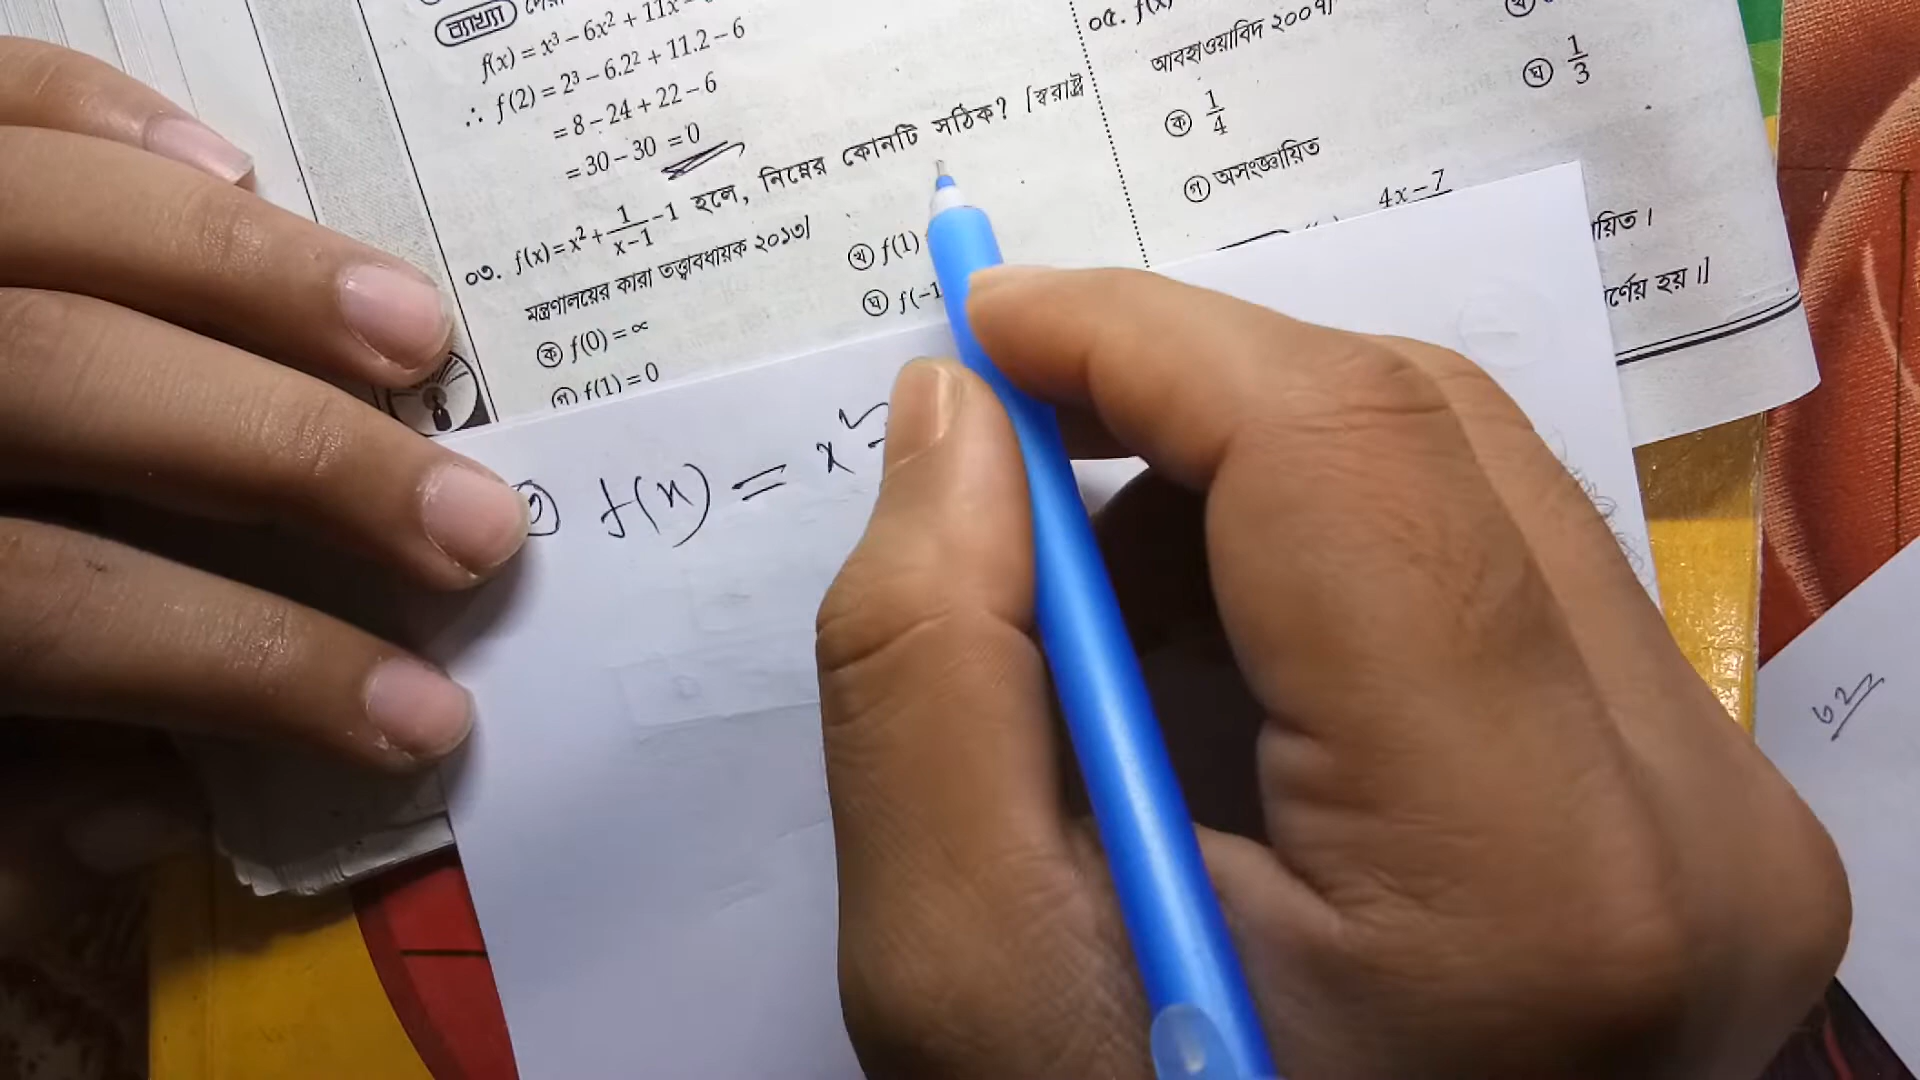 ব্যাখ্যা
f(x) = x³ − 6x² + 11x −
∴ f(2) = 2³ − 6.2² + 11.2 − 6
= 8 − 24 + 22 − 6
= 30 − 30 = 0
০৩. f(x) = x² + 1/(x−1) − 1 হলে, নিম্নের কোনটি সঠিক? [স্বরাষ্ট্র
মন্ত্রণালয়ের কারা তত্ত্বাবধায়ক ২০১৩]
ক f(0) = ∝
খ f(1)
গ f(1) = 0
ঘ f(−1
০৫. f(x)
আবহাওয়াবিদ ২০০৭]
ক 1/4
ঘ 1/3
গ অসংজ্ঞায়িত
4x − 7
য়িত।
র্ণেয় হয়।]
f(x) = x²
৬২